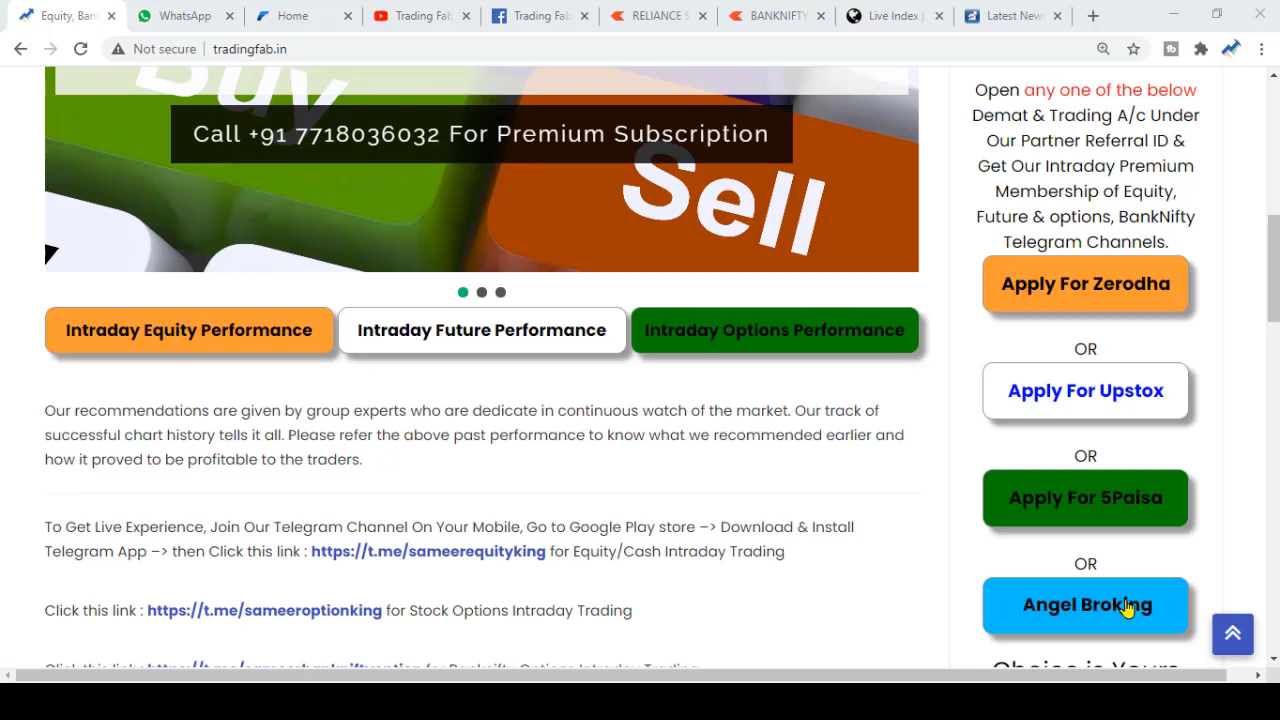 Equity, Ban
WhatsApp
Home
Trading Fab
Trading Fab
RELIANCE S
BANKNIFTY
Live Index |
Latest New
Not secure | tradingfab.in
Buy
Call +91 7718036032 For Premium Subscription
Sell
Intraday Equity Performance
Intraday Future Performance
Intraday Options Performance
Our recommendations are given by group experts who are dedicate in continuous watch of the market. Our track of
successful chart history tells it all. Please refer the above past performance to know what we recommended earlier and
how it proved to be profitable to the traders.
To Get Live Experience, Join Our Telegram Channel On Your Mobile, Go to Google Play store –> Download & Install
Telegram App –> then Click this link : https://t.me/sameerequityking for Equity/Cash Intraday Trading
Click this link : https://t.me/sameeroptionking for Stock Options Intraday Trading
Open any one of the below
Demat & Trading A/c Under
Our Partner Referral ID &
Get Our Intraday Premium
Membership of Equity,
Future & options, BankNifty
Telegram Channels.
Apply For Zerodha
OR
Apply For Upstox
OR
Apply For 5Paisa
OR
Angel Broking
Choice is Yours